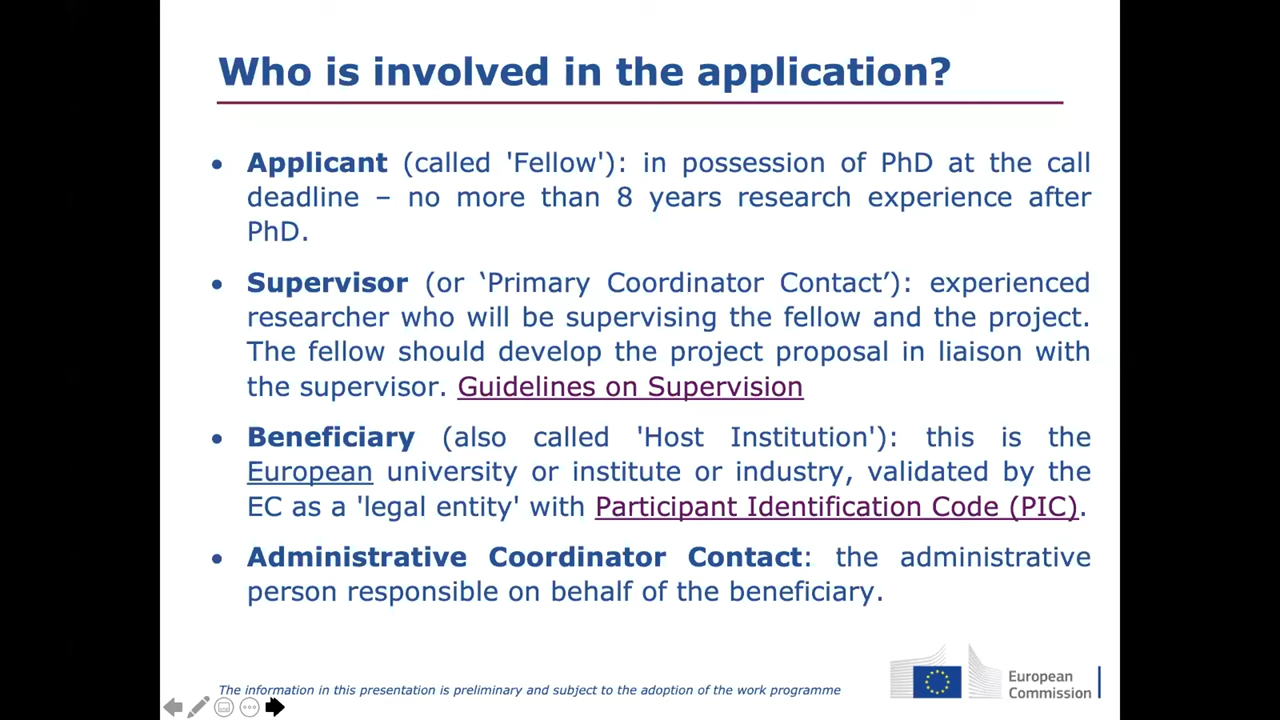 Who is involved in the application?
• Applicant (called 'Fellow'): in possession of PhD at the call
deadline – no more than 8 years research experience after
PhD.
• Supervisor (or ‘Primary Coordinator Contact’): experienced
researcher who will be supervising the fellow and the project.
The fellow should develop the project proposal in liaison with
the supervisor. Guidelines on Supervision
• Beneficiary (also called 'Host Institution'): this is the
European university or institute or industry, validated by the
EC as a 'legal entity' with Participant Identification Code (PIC).
• Administrative Coordinator Contact: the administrative
person responsible on behalf of the beneficiary.
The information in this presentation is preliminary and subject to the adoption of the work programme
European
Commission